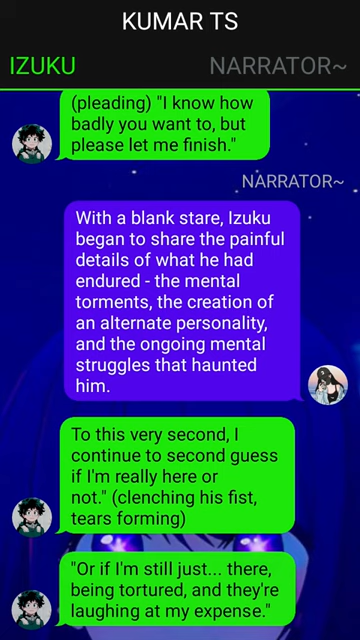 KUMAR TS
IZUKU
NARRATOR~
(pleading) "I know how
badly you want to, but
please let me finish."
NARRATOR~
With a blank stare, Izuku
began to share the painful
details of what he had
endured - the mental
torments, the creation of
an alternate personality,
and the ongoing mental
struggles that haunted
him.
To this very second, I
continue to second guess
if I'm really here or
not." (clenching his fist,
tears forming)
"Or if I'm still just... there,
being tortured, and they're
laughing at my expense."